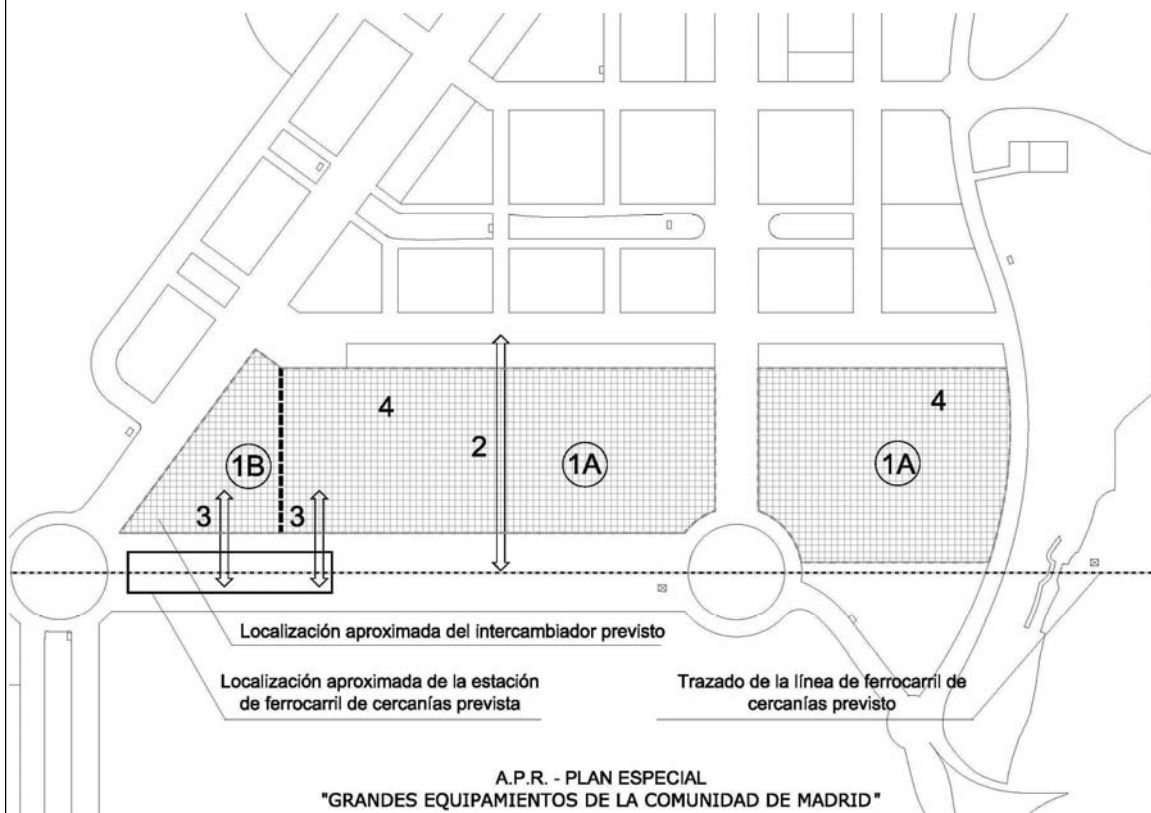 4
4
2
1B
1A
1A
3
3
Localización aproximada del intercambiador previsto
Localización aproximada de la estación
de ferrocarril de cercanías prevista
Trazado de la línea de ferrocarril de
cercanías previsto
A.P.R. - PLAN ESPECIAL
"GRANDES EQUIPAMIENTOS DE LA COMUNIDAD DE MADRID"